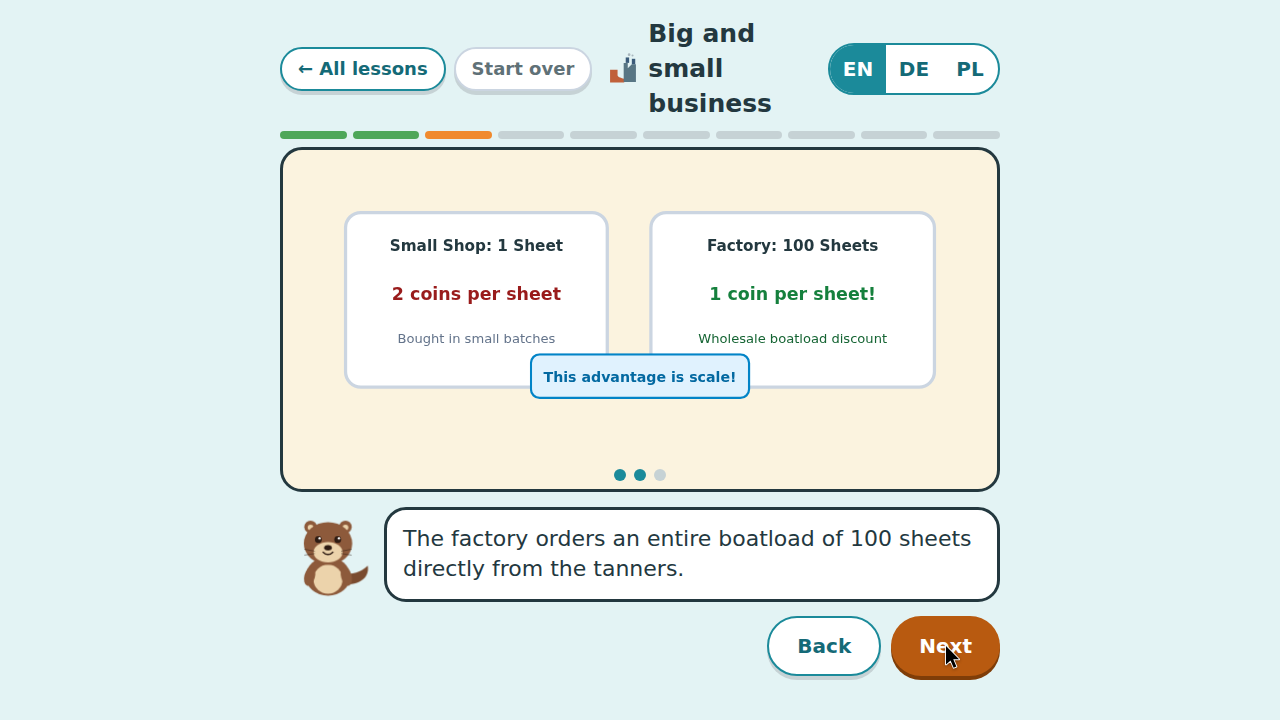 ← All lessons
Start over
Big and
small
business
EN
DE
PL
Small Shop: 1 Sheet
2 coins per sheet
Bought in small batches
Factory: 100 Sheets
1 coin per sheet!
Wholesale boatload discount
This advantage is scale!
The factory orders an entire boatload of 100 sheets
directly from the tanners.
Back
Next